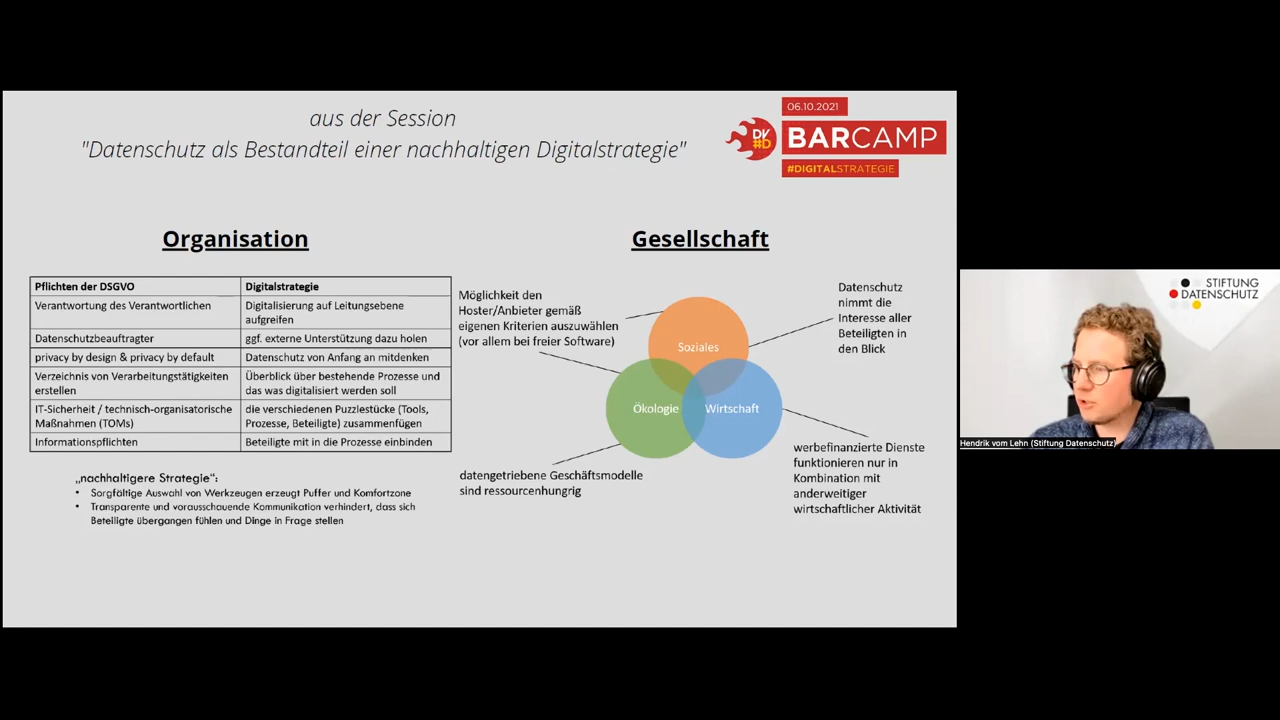 aus der Session
"Datenschutz als Bestandteil einer nachhaltigen Digitalstrategie"
06.10.2021
DV
#D
BARCAMP
#DIGITALSTRATEGIE
Organisation
Pflichten der DSGVO
Digitalstrategie
Verantwortung des Verantwortlichen
Digitalisierung auf Leitungsebene
aufgreifen
Datenschutzbeauftragter
ggf. externe Unterstützung dazu holen
privacy by design & privacy by default
Datenschutz von Anfang an mitdenken
Verzeichnis von Verarbeitungstätigkeiten
erstellen
Überblick über bestehende Prozesse und
das was digitalisiert werden soll
IT-Sicherheit / technisch-organisatorische
Maßnahmen (TOMs)
die verschiedenen Puzzlestücke (Tools,
Prozesse, Beteiligte) zusammenfügen
Informationspflichten
Beteiligte mit in die Prozesse einbinden
„nachhaltigere Strategie“:
• Sorgfältige Auswahl von Werkzeugen erzeugt Puffer und Komfortzone
• Transparente und vorausschauende Kommunikation verhindert, dass sich
Beteiligte übergangen fühlen und Dinge in Frage stellen
Gesellschaft
Möglichkeit den
Hoster/Anbieter gemäß
eigenen Kriterien auszuwählen
(vor allem bei freier Software)
Datenschutz
nimmt die
Interesse aller
Beteiligten in
den Blick
Soziales
Ökologie
Wirtschaft
datengetriebene Geschäftsmodelle
sind ressourcenhungrig
werbefinanzierte Dienste
funktionieren nur in
Kombination mit
anderweitiger
wirtschaftlicher Aktivität
STIFTUNG
DATENSCHUTZ
Hendrik vom Lehn (Stiftung Datenschutz)